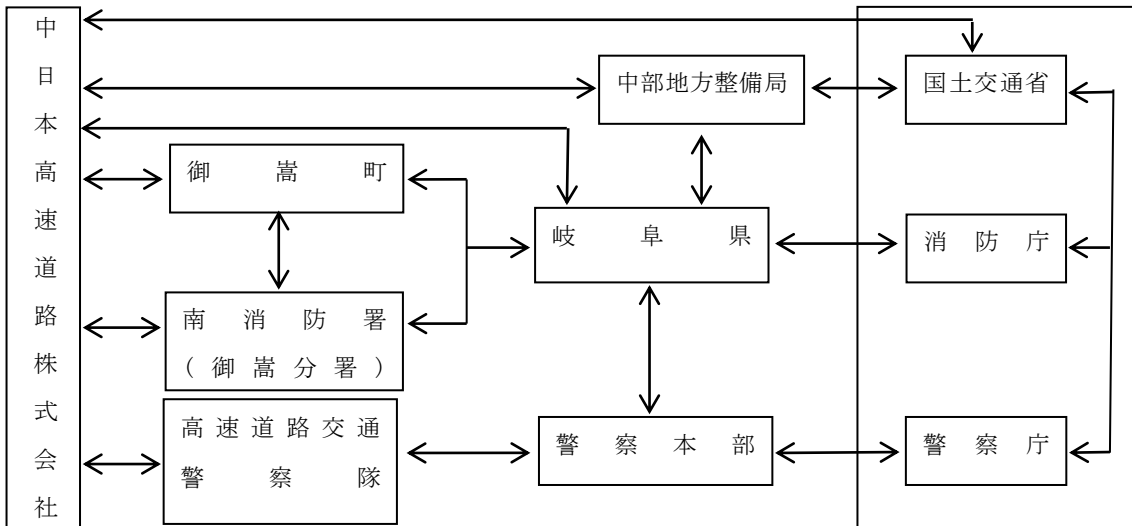 中日本高速道路株式会社
中部地方整備局
国土交通省
御嵩町
岐阜県
消防庁
南消防署
(御嵩分署)
高速道路交通
警察隊
警察本部
警察庁